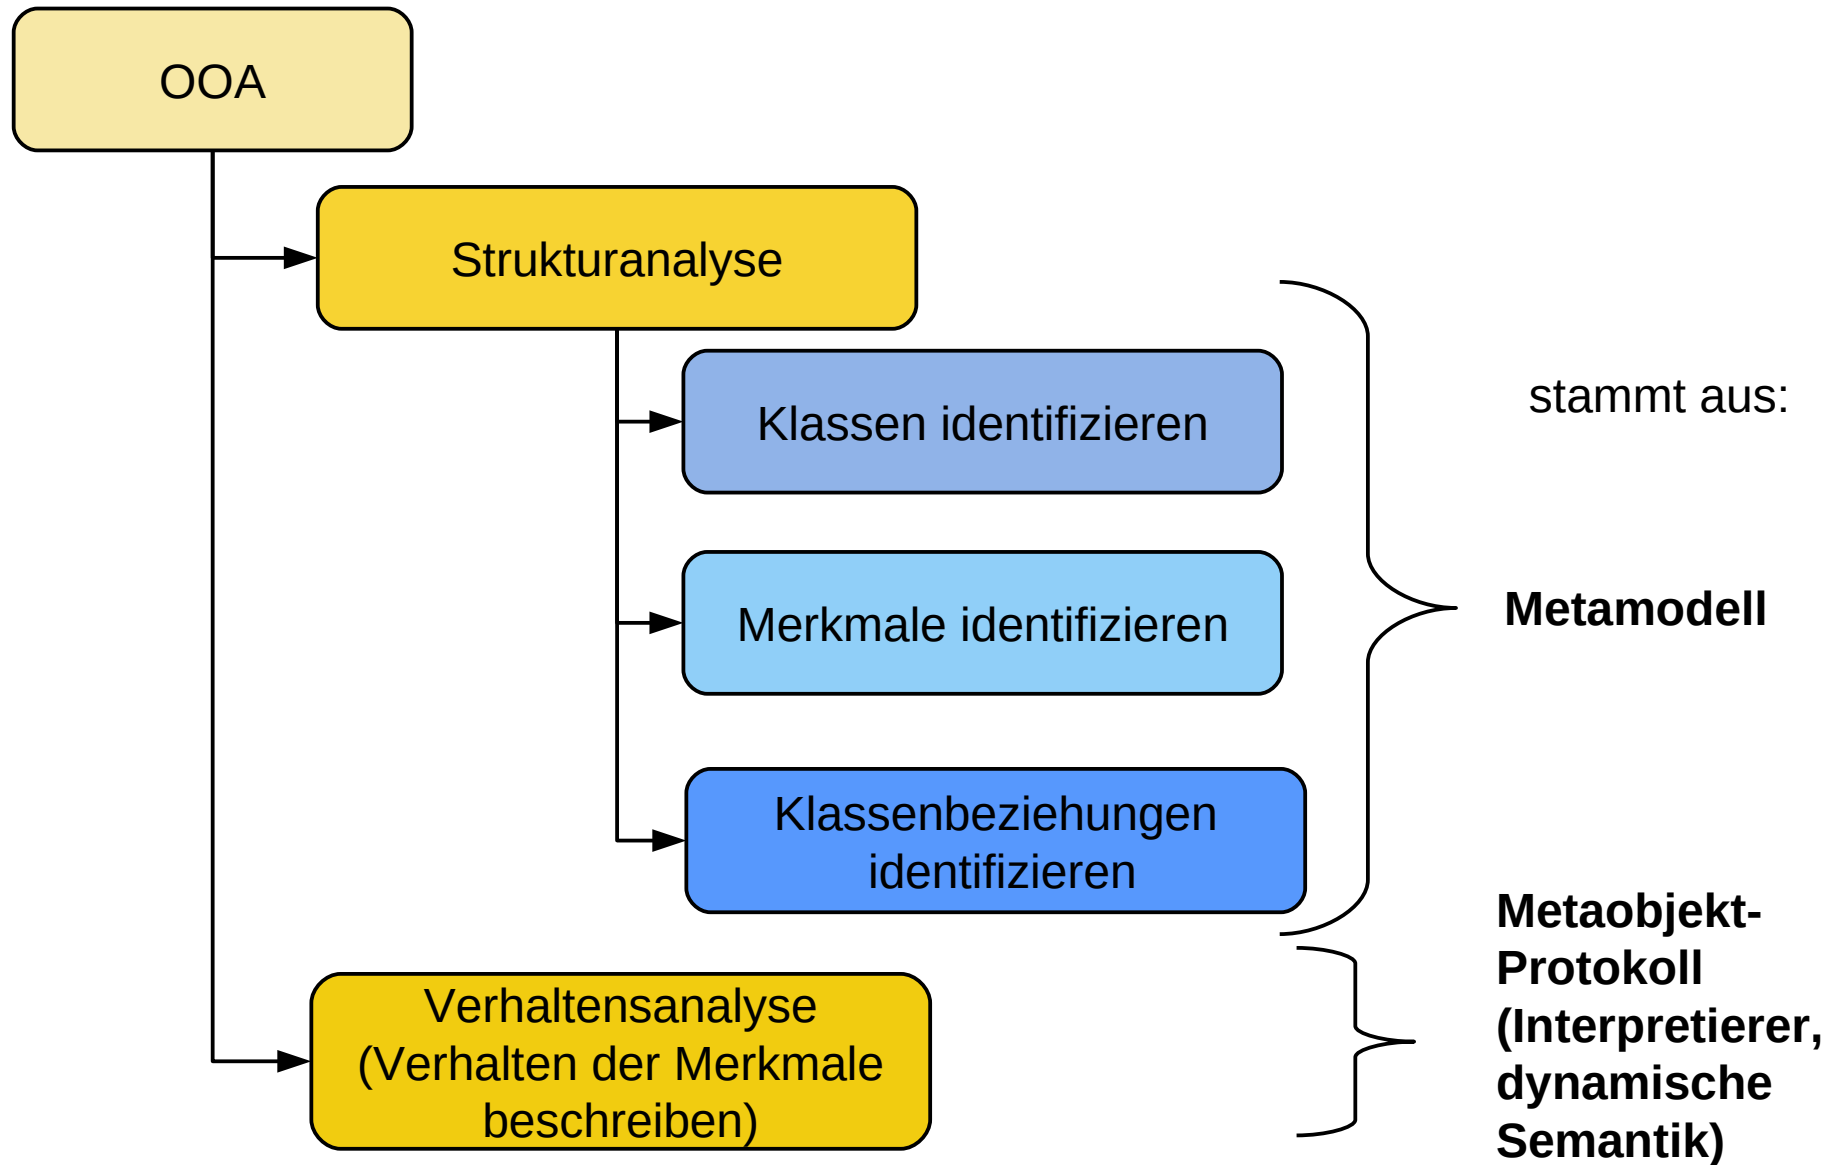 OOA
Strukturanalyse
Klassen identifizieren
stammt aus:
Merkmale identifizieren
Metamodell
Klassenbeziehungen
identifizieren
Verhaltensanalyse
(Verhalten der Merkmale
beschreiben)
Metaobjekt-
Protokoll
(Interpretierer,
dynamische
Semantik)